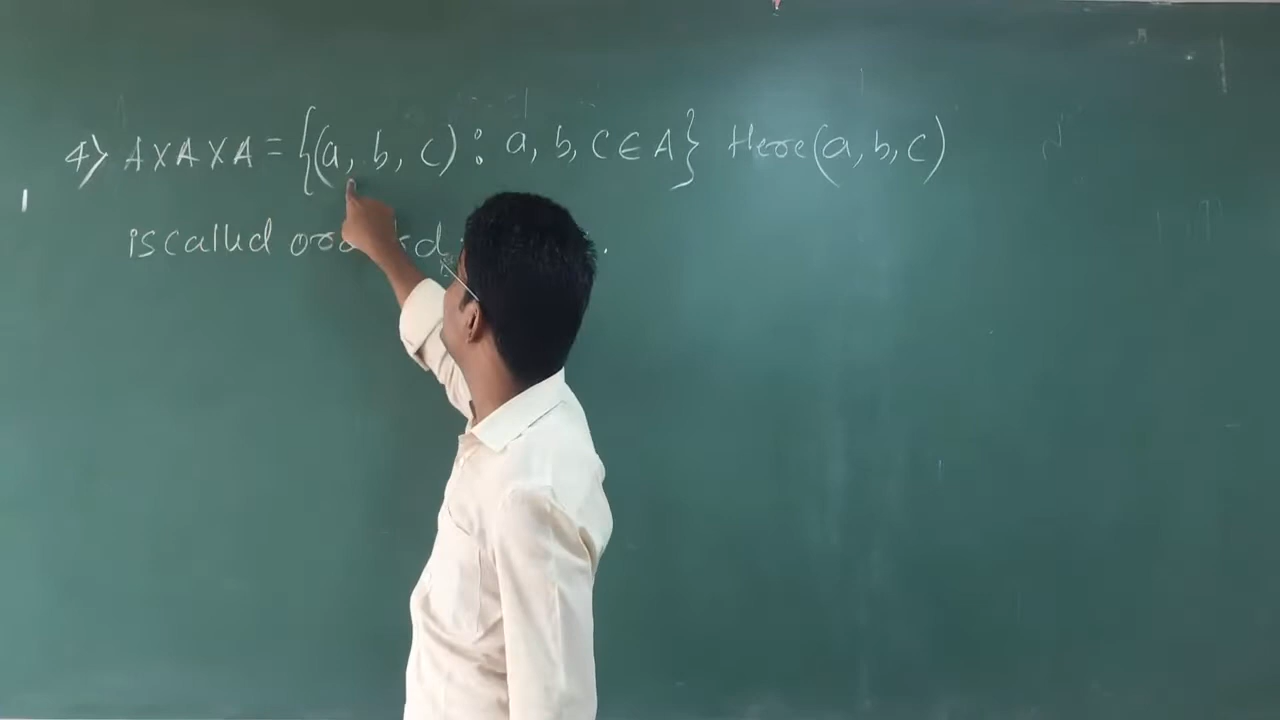 4) A×A×A = {(a, b, c) : a, b, c ∈ A} Here (a, b, c)
is called